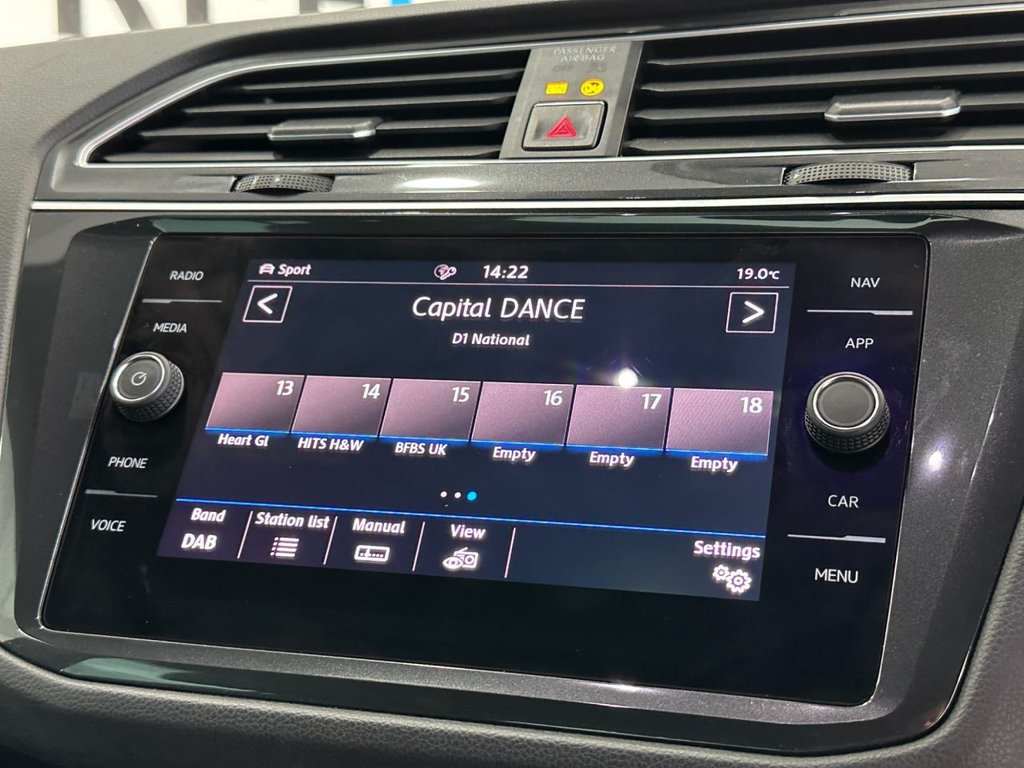 PASSENGER
AIR BAG
ON
RADIO
MEDIA
PHONE
VOICE
Sport
14:22
19.0°C
<
Capital DANCE
>
D1 National
13
14
15
16
17
18
Heart Gl
HITS H&W
BFBS UK
Empty
Empty
Empty
Band
DAB
Station list
Manual
View
Settings
NAV
APP
CAR
MENU